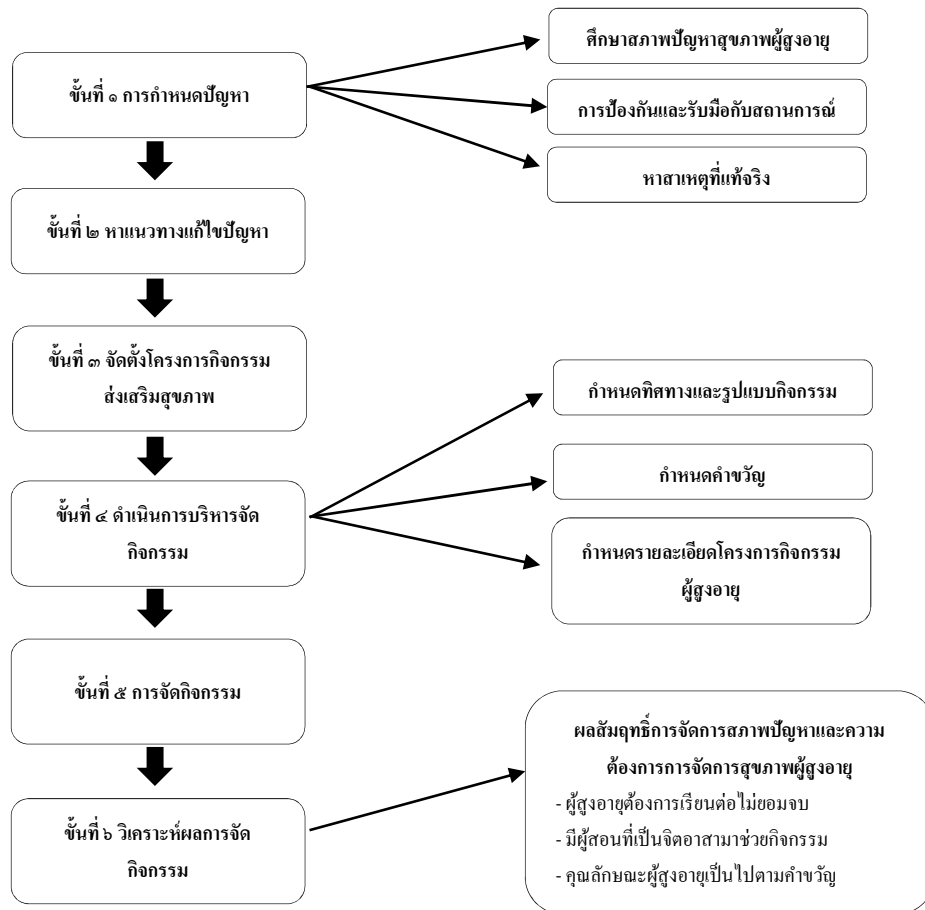 ขั้นที่ ๑ การกำหนดปัญหา
ศึกษาสภาพปัญหาสุขภาพผู้สูงอายุ
การป้องกันและรับมือกับสถานการณ์
หาสาเหตุที่แท้จริง
ขั้นที่ ๒ หาแนวทางแก้ไขปัญหา
ขั้นที่ ๓ จัดตั้งโครงการกิจกรรม
ส่งเสริมสุขภาพ
ขั้นที่ ๔ ดำเนินการบริหารจัด
กิจกรรม
กำหนดทิศทางและรูปแบบกิจกรรม
กำหนดคำขวัญ
กำหนดรายละเอียดโครงการกิจกรรม
ผู้สูงอายุ
ขั้นที่ ๕ การจัดกิจกรรม
ขั้นที่ ๖ วิเคราะห์ผลการจัด
กิจกรรม
ผลสัมฤทธิ์การจัดการสภาพปัญหาและความ
ต้องการการจัดการสุขภาพผู้สูงอายุ
- ผู้สูงอายุต้องการเรียนต่อไม่ยอมจบ
- มีผู้สอนที่เป็นจิตอาสามาช่วยกิจกรรม
- คุณลักษณะผู้สูงอายุเป็นไปตามคำขวัญ